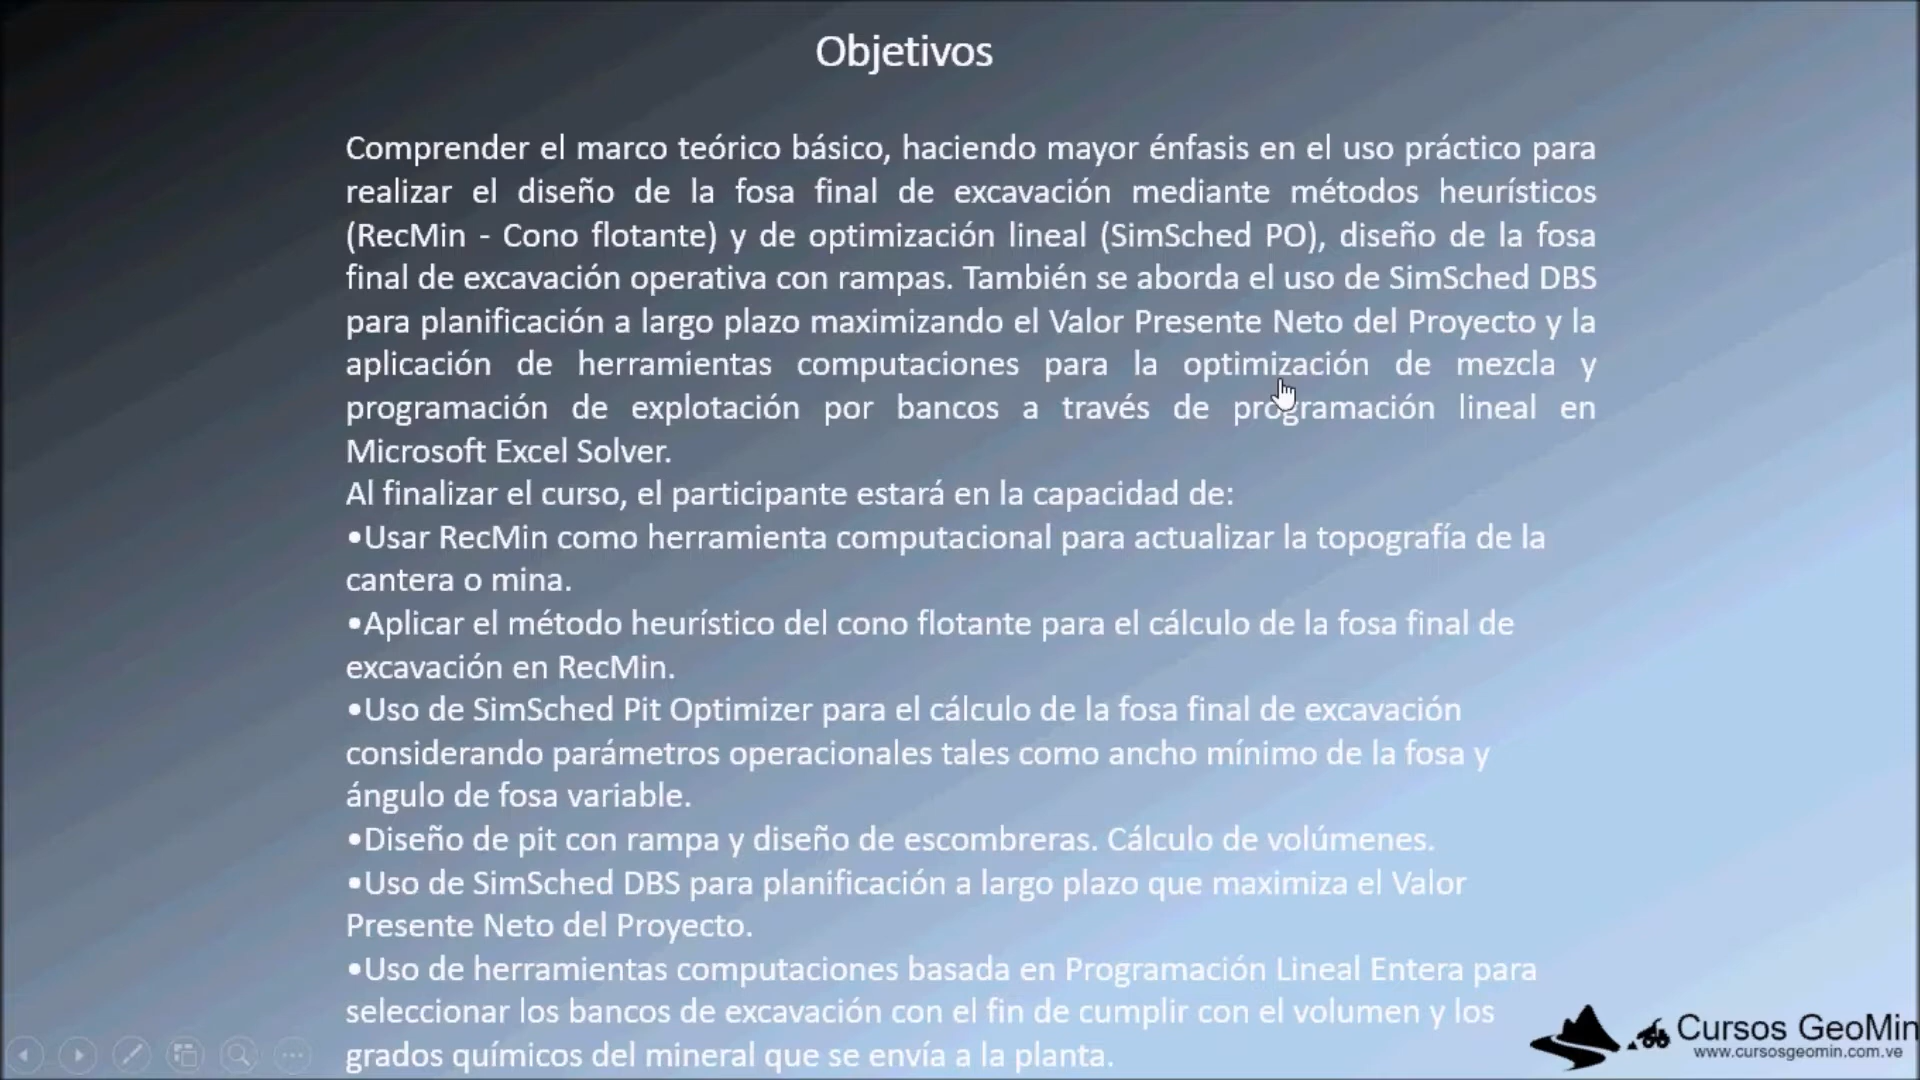 Objetivos
Comprender el marco teórico básico, haciendo mayor énfasis en el uso práctico para
realizar el diseño de la fosa final de excavación mediante métodos heurísticos
(RecMin - Cono flotante) y de optimización lineal (SimSched PO), diseño de la fosa
final de excavación operativa con rampas. También se aborda el uso de SimSched DBS
para planificación a largo plazo maximizando el Valor Presente Neto del Proyecto y la
aplicación de herramientas computaciones para la optimización de mezcla y
programación de explotación por bancos a través de programación lineal en
Microsoft Excel Solver.
Al finalizar el curso, el participante estará en la capacidad de:
•Usar RecMin como herramienta computacional para actualizar la topografía de la
cantera o mina.
•Aplicar el método heurístico del cono flotante para el cálculo de la fosa final de
excavación en RecMin.
•Uso de SimSched Pit Optimizer para el cálculo de la fosa final de excavación
considerando parámetros operacionales tales como ancho mínimo de la fosa y
ángulo de fosa variable.
•Diseño de pit con rampa y diseño de escombreras. Cálculo de volúmenes.
•Uso de SimSched DBS para planificación a largo plazo que maximiza el Valor
Presente Neto del Proyecto.
•Uso de herramientas computaciones basada en Programación Lineal Entera para
seleccionar los bancos de excavación con el fin de cumplir con el volumen y los
grados químicos del mineral que se envía a la planta.
Cursos GeoMin
www.cursosgeomin.com.ve